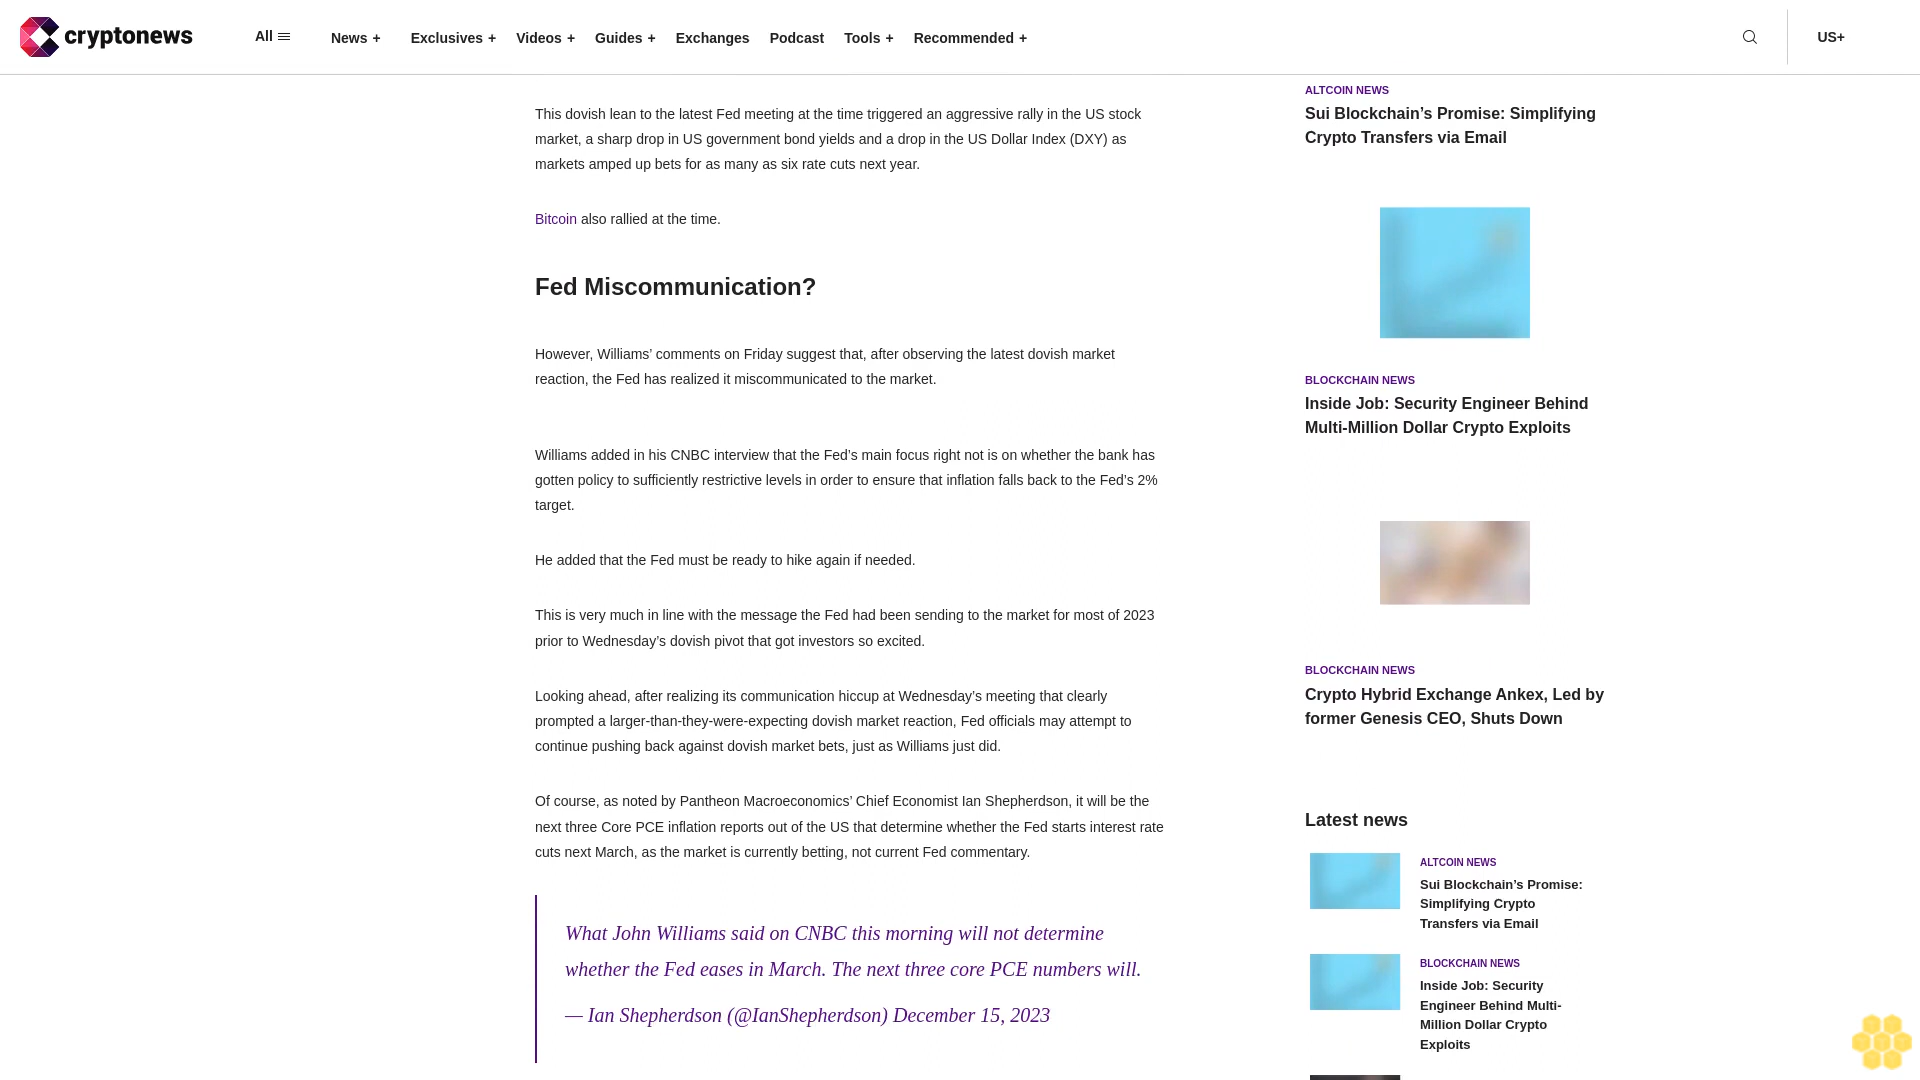 cryptonews
All
News +
Exclusives +
Videos +
Guides +
Exchanges
Podcast
Tools +
Recommended +
US+
This dovish lean to the latest Fed meeting at the time triggered an aggressive rally in the US stock
market, a sharp drop in US government bond yields and a drop in the US Dollar Index (DXY) as
markets amped up bets for as many as six rate cuts next year.
Bitcoin also rallied at the time.
Fed Miscommunication?
However, Williams’ comments on Friday suggest that, after observing the latest dovish market
reaction, the Fed has realized it miscommunicated to the market.
Williams added in his CNBC interview that the Fed’s main focus right not is on whether the bank has
gotten policy to sufficiently restrictive levels in order to ensure that inflation falls back to the Fed’s 2%
target.
He added that the Fed must be ready to hike again if needed.
This is very much in line with the message the Fed had been sending to the market for most of 2023
prior to Wednesday’s dovish pivot that got investors so excited.
Looking ahead, after realizing its communication hiccup at Wednesday’s meeting that clearly
prompted a larger-than-they-were-expecting dovish market reaction, Fed officials may attempt to
continue pushing back against dovish market bets, just as Williams just did.
Of course, as noted by Pantheon Macroeconomics’ Chief Economist Ian Shepherdson, it will be the
next three Core PCE inflation reports out of the US that determine whether the Fed starts interest rate
cuts next March, as the market is currently betting, not current Fed commentary.
What John Williams said on CNBC this morning will not determine
whether the Fed eases in March. The next three core PCE numbers will.
— Ian Shepherdson (@IanShepherdson) December 15, 2023
ALTCOIN NEWS
Sui Blockchain’s Promise: Simplifying
Crypto Transfers via Email
BLOCKCHAIN NEWS
Inside Job: Security Engineer Behind
Multi-Million Dollar Crypto Exploits
BLOCKCHAIN NEWS
Crypto Hybrid Exchange Ankex, Led by
former Genesis CEO, Shuts Down
Latest news
ALTCOIN NEWS
Sui Blockchain’s Promise:
Simplifying Crypto
Transfers via Email
BLOCKCHAIN NEWS
Inside Job: Security
Engineer Behind Multi-
Million Dollar Crypto
Exploits